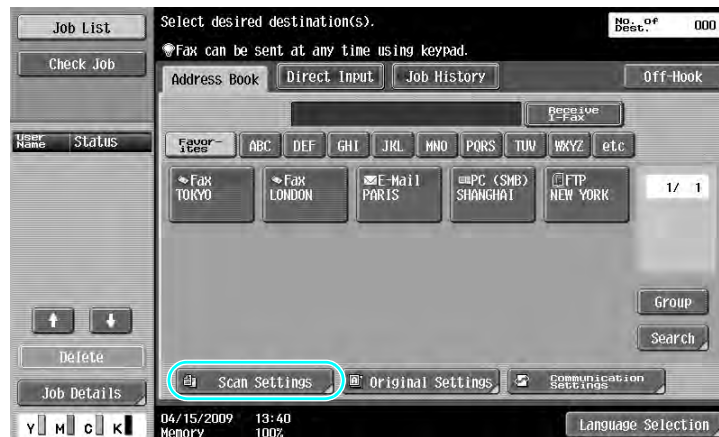 Job List
Select desired destination(s).
No. of Dest. 000
Fax can be sent at any time using keypad.
Check Job
Address Book
Direct Input
Job History
Off-Hook
Receive
I-Fax
User Name
Status
Favor-
ites
ABC
DEF
GHI
JKL
MNO
PQRS
TUV
WXYZ
etc
Fax
TOKYO
Fax
LONDON
E-Mail
PARIS
PC (SMB)
SHANGHAI
FTP
NEW YORK
1/ 1
Group
Search
Delete
Job Details
Scan Settings
Original Settings
Communication
Settings
Y M C K
04/15/2009 13:40
Memory 100%
Language Selection